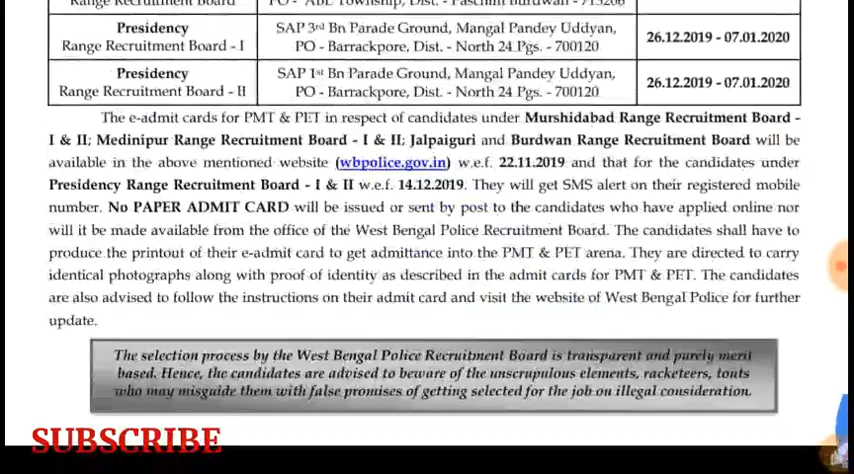 Range Recruitment Board
PO - ABL Township, Dist. - Paschim Burdwan - 713206
Presidency
Range Recruitment Board - I
SAP 3rd Bn Parade Ground, Mangal Pandey Uddyan,
PO - Barrackpore, Dist. - North 24 Pgs. - 700120
26.12.2019 - 07.01.2020
Presidency
Range Recruitment Board - II
SAP 1st Bn Parade Ground, Mangal Pandey Uddyan,
PO - Barrackpore, Dist. - North 24 Pgs. - 700120
26.12.2019 - 07.01.2020
The e-admit cards for PMT & PET in respect of candidates under Murshidabad Range Recruitment Board -
I & II; Medinipur Range Recruitment Board - I & II; Jalpaiguri and Burdwan Range Recruitment Board will be
available in the above mentioned website (wbpolice.gov.in) w.e.f. 22.11.2019 and that for the candidates under
Presidency Range Recruitment Board - I & II w.e.f. 14.12.2019. They will get SMS alert on their registered mobile
number. No PAPER ADMIT CARD will be issued or sent by post to the candidates who have applied online nor
will it be made available from the office of the West Bengal Police Recruitment Board. The candidates shall have to
produce the printout of their e-admit card to get admittance into the PMT & PET arena. They are directed to carry
identical photographs along with proof of identity as described in the admit cards for PMT & PET. The candidates
are also advised to follow the instructions on their admit card and visit the website of West Bengal Police for further
update.
The selection process by the West Bengal Police Recruitment Board is transparent and purely merit
based. Hence, the candidates are advised to beware of the unscrupulous elements, racketeers, touts
who may misguide them with false promises of getting selected for the job on illegal consideration.
SUBSCRIBE